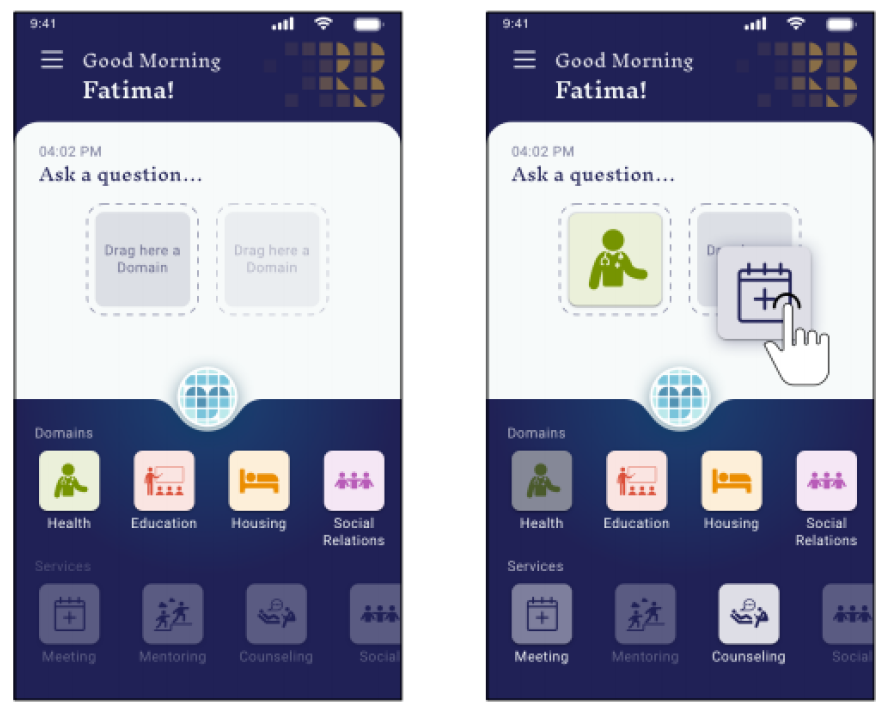 9:41
Good Morning
Fatima!
04:02 PM
Ask a question...
Drag here a
Domain
Drag here a
Domain
Domains
Health
Education
Housing
Social
Relations
Services
Meeting
Mentoring
Counseling
Social
9:41
Good Morning
Fatima!
04:02 PM
Ask a question...
Domains
Health
Education
Housing
Social
Relations
Services
Meeting
Mentoring
Counseling
Social